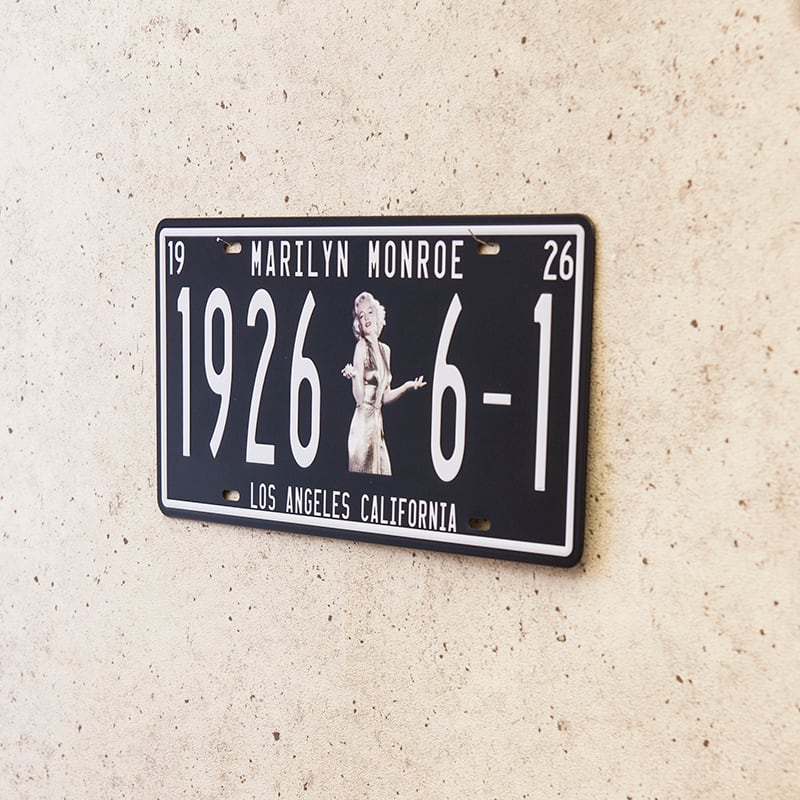 19 MARILYN MONROE 26
1926 6-1
LOS ANGELES CALIFORNIA